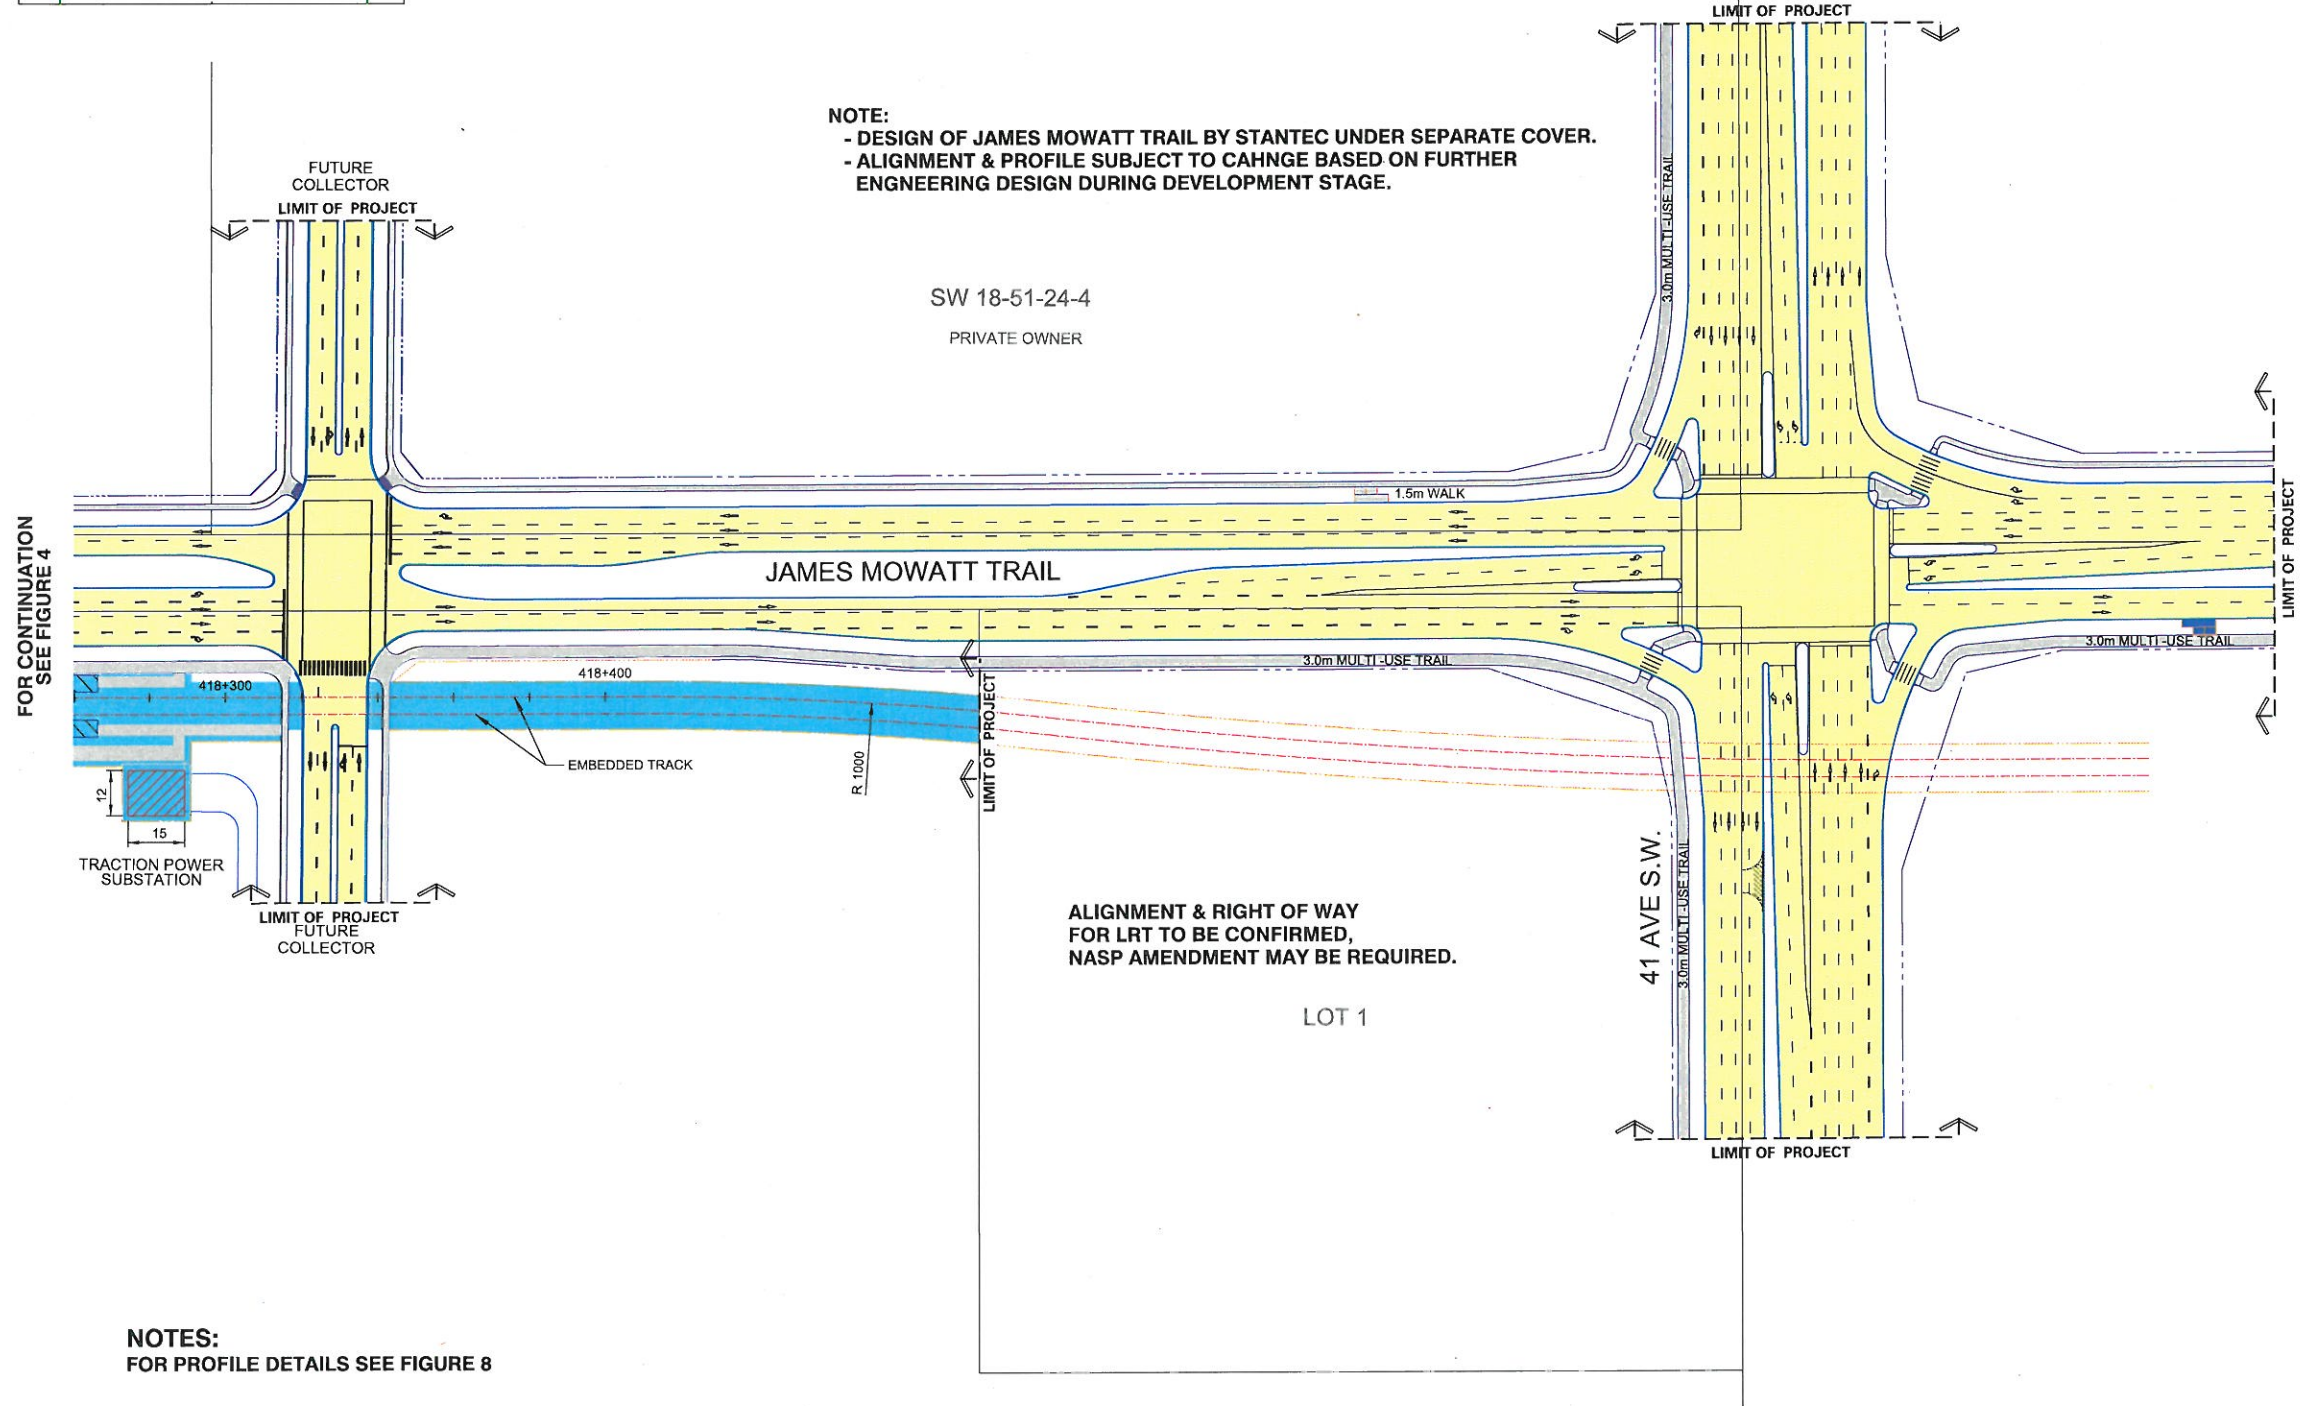 LIMIT OF PROJECT
NOTE:
- DESIGN OF JAMES MOWATT TRAIL BY STANTEC UNDER SEPARATE COVER.
- ALIGNMENT & PROFILE SUBJECT TO CAHNGE BASED ON FURTHER
ENGNEERING DESIGN DURING DEVELOPMENT STAGE.
FUTURE
COLLECTOR
LIMIT OF PROJECT
3.0m MULTI-USE TRAIL
SW 18-51-24-4
PRIVATE OWNER
1.5m WALK
FOR CONTINUATION
SEE FIGURE 4
JAMES MOWATT TRAIL
LIMIT OF PROJECT
3.0m MULTI-USE TRAIL
3.0m MULTI-USE TRAIL
418+300
418+400
LIMIT OF PROJECT
R 1000
EMBEDDED TRACK
12
15
TRACTION POWER
SUBSTATION
LIMIT OF PROJECT
FUTURE
COLLECTOR
41 AVE S.W.
3.0m MULTI-USE TRAIL
ALIGNMENT & RIGHT OF WAY
FOR LRT TO BE CONFIRMED,
NASP AMENDMENT MAY BE REQUIRED.
LOT 1
LIMIT OF PROJECT
NOTES:
FOR PROFILE DETAILS SEE FIGURE 8